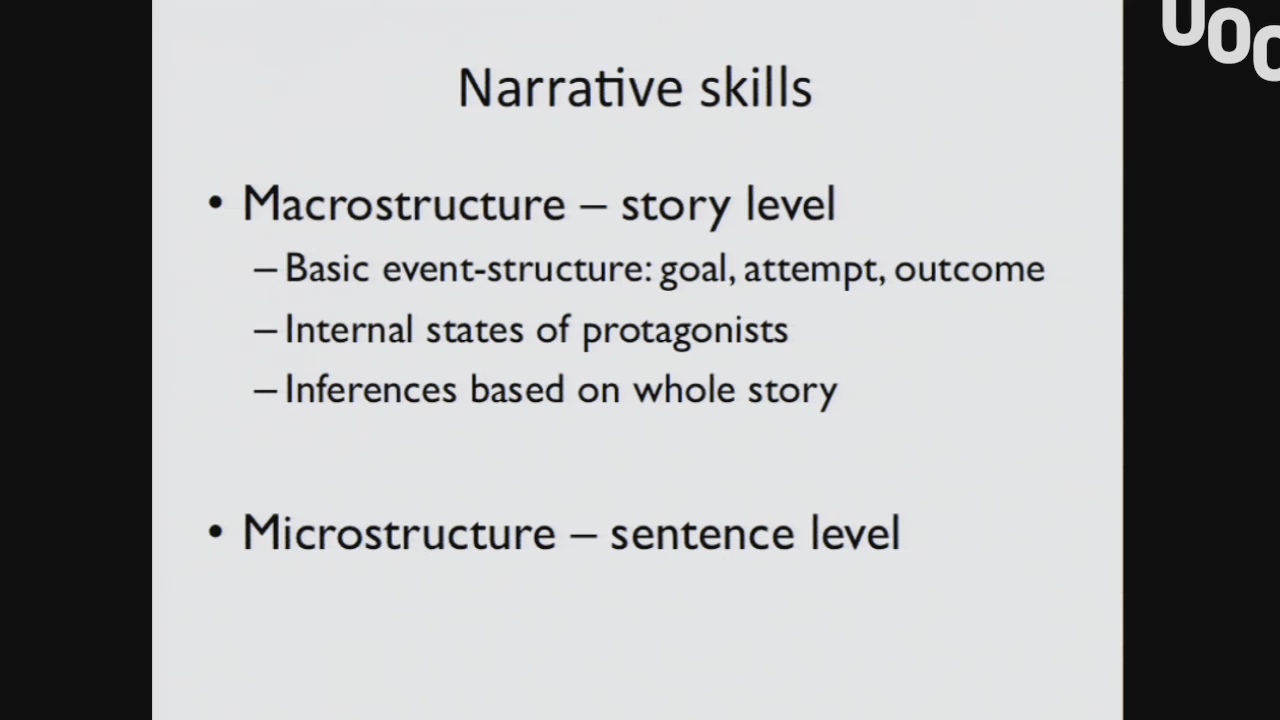 UOC
Narrative skills
• Macrostructure – story level
– Basic event-structure: goal, attempt, outcome
– Internal states of protagonists
– Inferences based on whole story
• Microstructure – sentence level